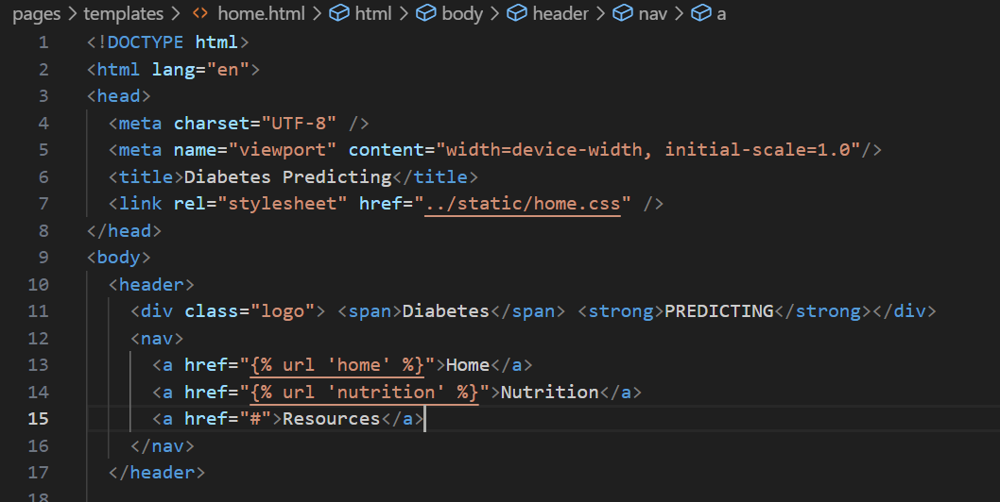 pages > templates > <> home.html > html > body > header > nav > a
1 <!DOCTYPE html>
2 <html lang="en">
3 <head>
4 <meta charset="UTF-8" />
5 <meta name="viewport" content="width=device-width, initial-scale=1.0"/>
6 <title>Diabetes Predicting</title>
7 <link rel="stylesheet" href="../static/home.css" />
8 </head>
9 <body>
10 <header>
11 <div class="logo"> <span>Diabetes</span> <strong>PREDICTING</strong></div>
12 <nav>
13 <a href="{% url 'home' %}">Home</a>
14 <a href="{% url 'nutrition' %}">Nutrition</a>
15 <a href="#">Resources</a>
16 </nav>
17 </header>
18